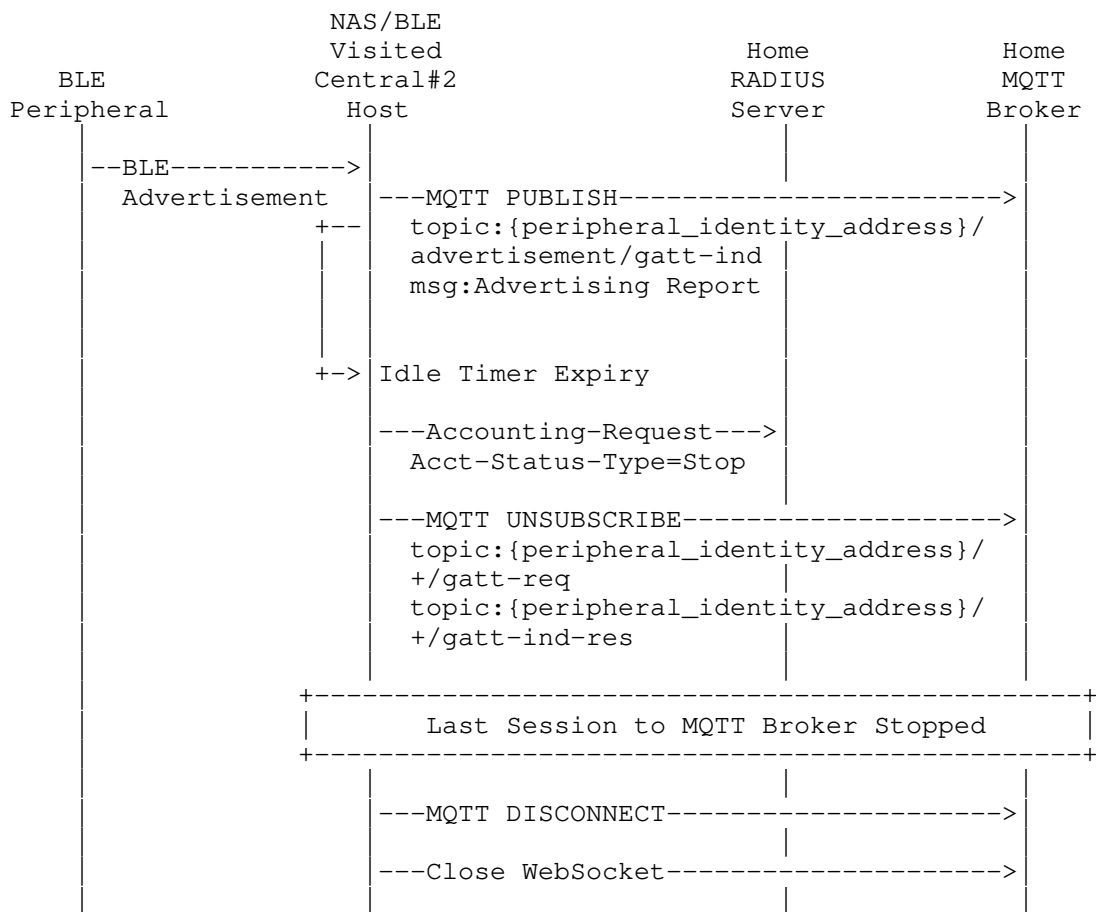 NAS/BLE
Visited Home Home
BLE Central#2 RADIUS MQTT
Peripheral Host Server Broker
--BLE----------->
Advertisement ---MQTT PUBLISH------------------------>
+-- topic:{peripheral_identity_address}/
advertisement/gatt-ind
msg:Advertising Report
+-> Idle Timer Expiry
---Accounting-Request--->
Acct-Status-Type=Stop
---MQTT UNSUBSCRIBE-------------------->
topic:{peripheral_identity_address}/
+/gatt-req
topic:{peripheral_identity_address}/
+/gatt-ind-res
Last Session to MQTT Broker Stopped
---MQTT DISCONNECT--------------------->
---Close WebSocket--------------------->